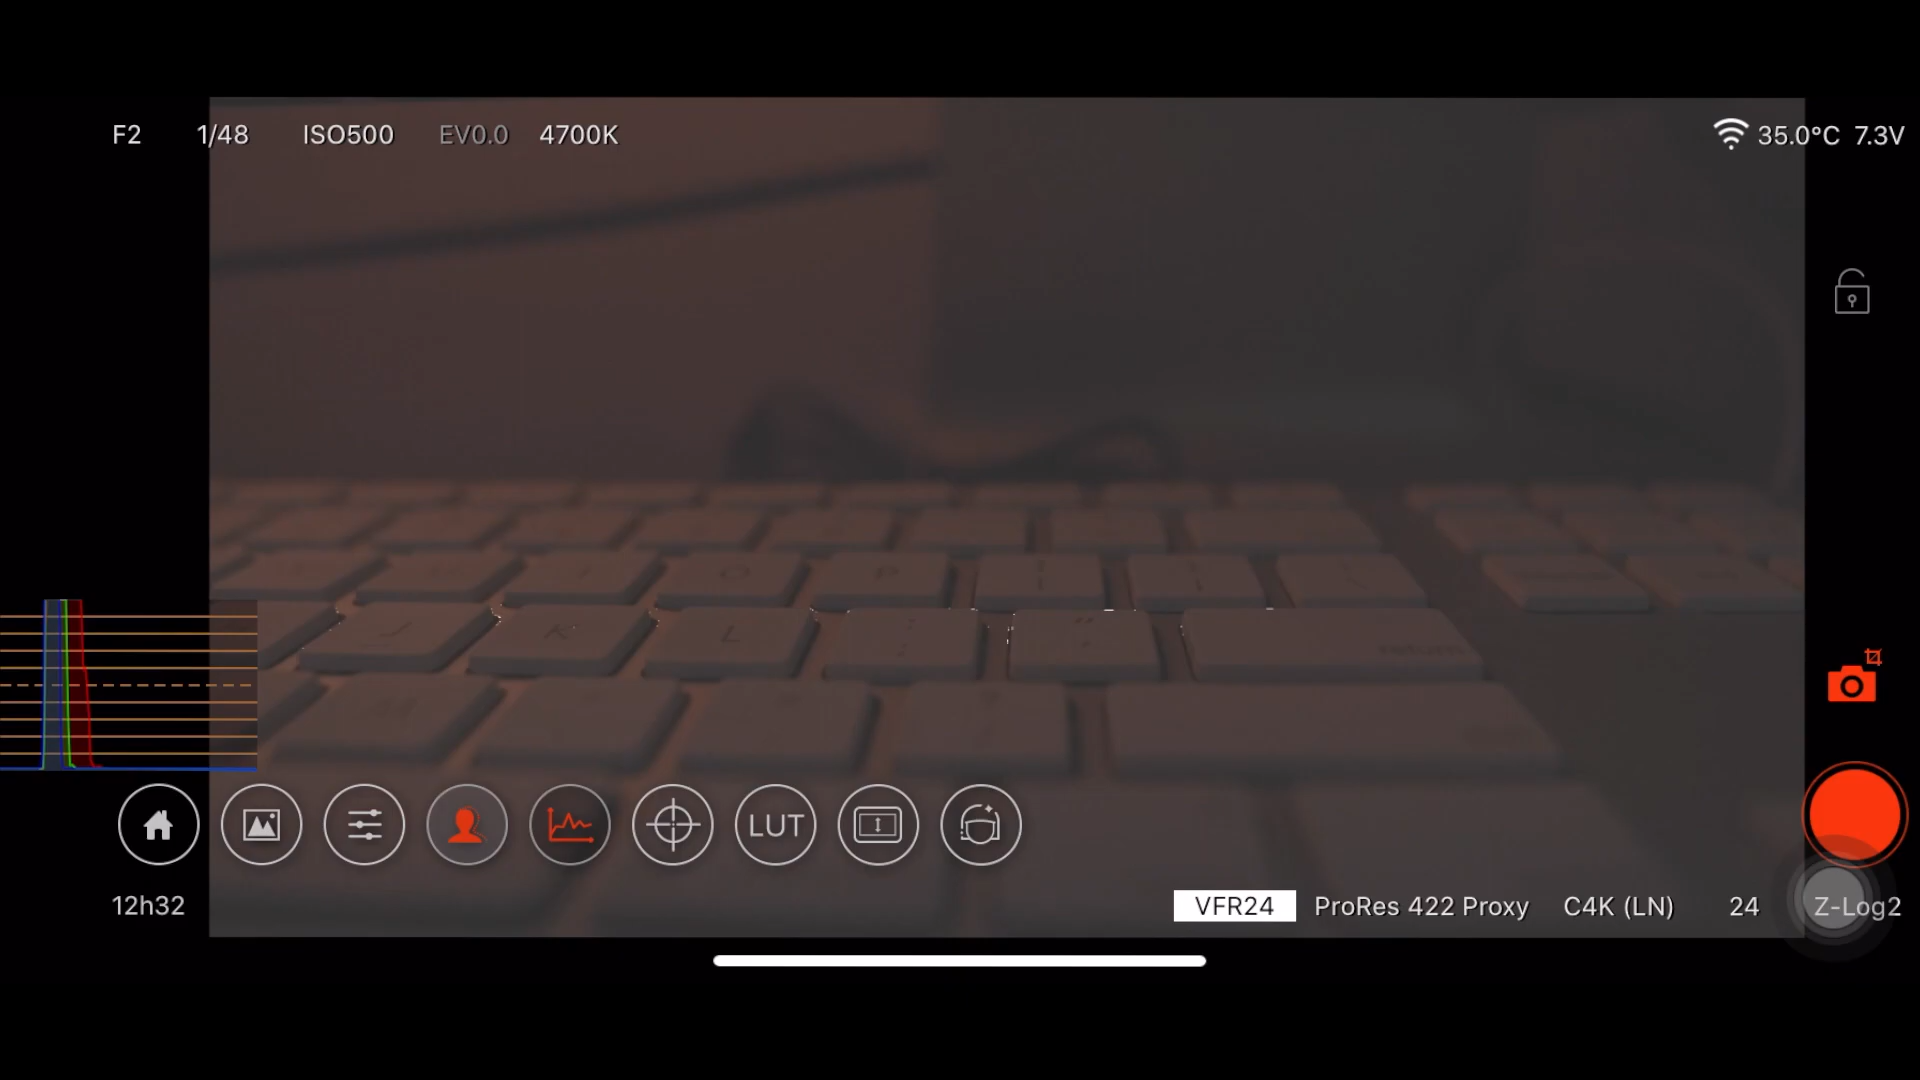 F2 1/48 ISO500 EV0.0 4700K 35.0°C 7.3V
O P
J K L ; "
return
LUT
12h32 VFR24 ProRes 422 Proxy C4K (LN) 24 Z-Log2